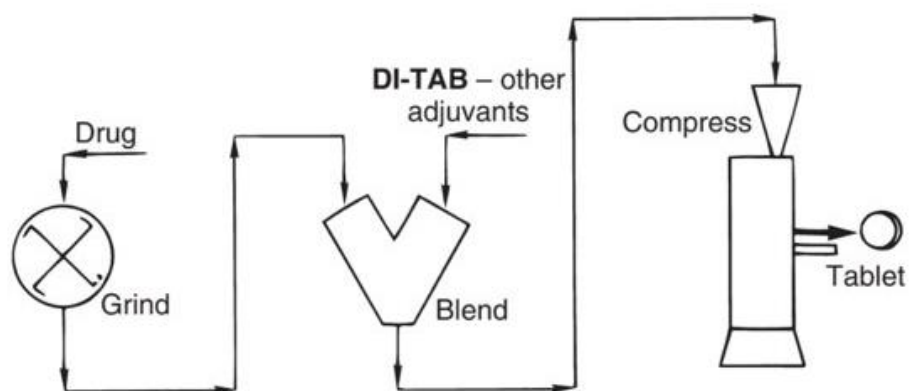 Drug
Grind
DI-TAB – other
adjuvants
Blend
Compress
Tablet